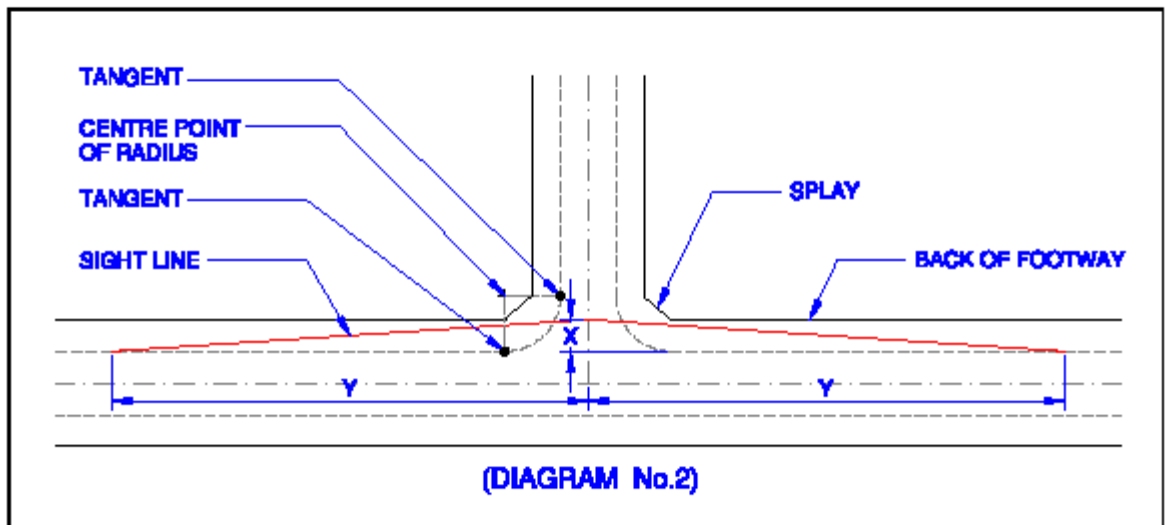 TANGENT
CENTRE POINT
OF RADIUS
TANGENT
SPLAY
SIGHT LINE
BACK OF FOOTWAY
X
Y
Y
(DIAGRAM No.2)